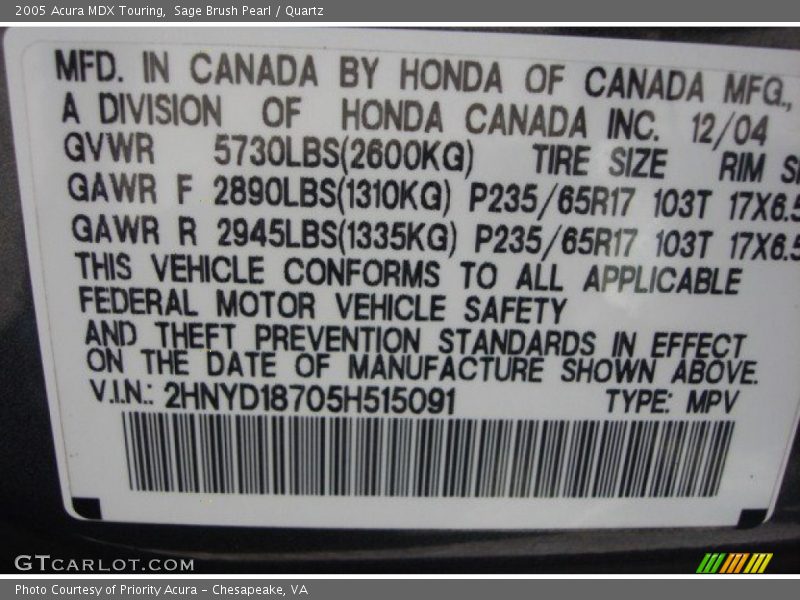 2005 Acura MDX Touring, Sage Brush Pearl / Quartz
MFD. IN CANADA BY HONDA OF CANADA MFG.,
A DIVISION OF HONDA CANADA INC. 12/04
GVWR 5730LBS(2600KG) TIRE SIZE RIM
GAWR F 2890LBS(1310KG) P235/65R17 103T 17X6.5
GAWR R 2945LBS(1335KG) P235/65R17 103T 17X6.5
THIS VEHICLE CONFORMS TO ALL APPLICABLE
FEDERAL MOTOR VEHICLE SAFETY
AND THEFT PREVENTION STANDARDS IN EFFECT
ON THE DATE OF MANUFACTURE SHOWN ABOVE.
V.I.N.: 2HNYD18705H515091 TYPE: MPV
GTCARLOT.COM
Photo Courtesy of Priority Acura - Chesapeake, VA